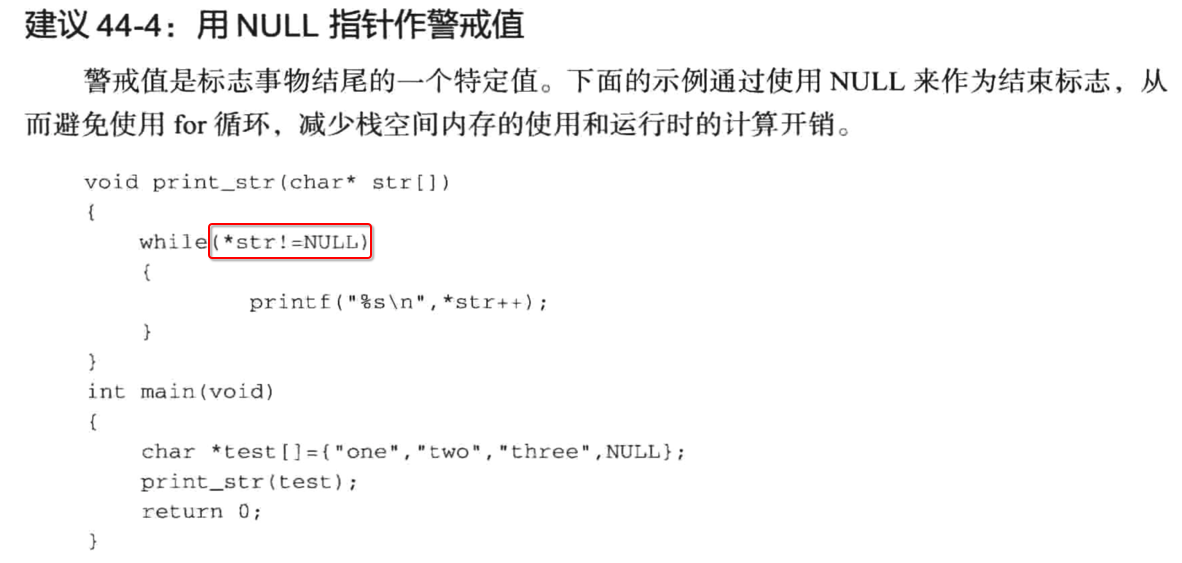 建议 44-4：用 NULL 指针作警戒值
警戒值是标志事物结尾的一个特定值。下面的示例通过使用 NULL 来作为结束标志，从
而避免使用 for 循环，减少栈空间内存的使用和运行时的计算开销。
void print_str(char* str[])
{
while(*str!=NULL)
{
printf("%s\n",*str++);
}
}
int main(void)
{
char *test[]={"one","two","three",NULL};
print_str(test);
return 0;
}